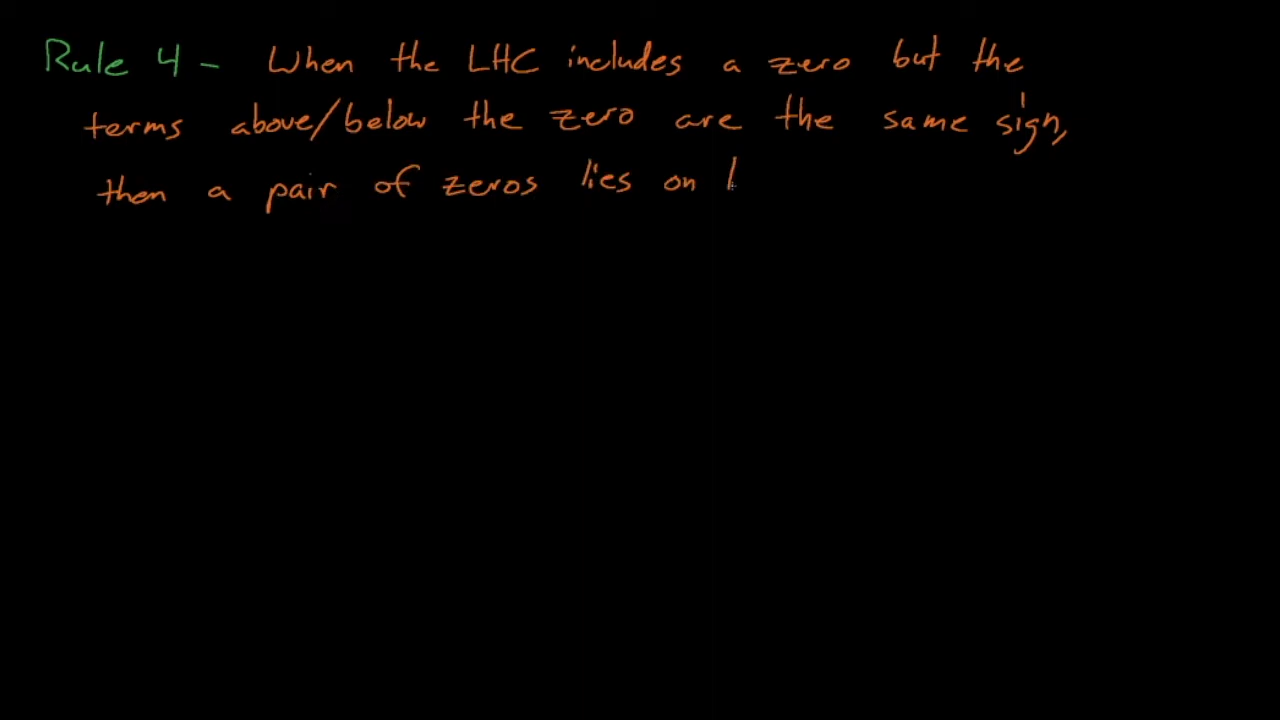 Rule 4 - When the LHC includes a zero but the
terms above/below the zero are the same sign,
then a pair of zeros lies on